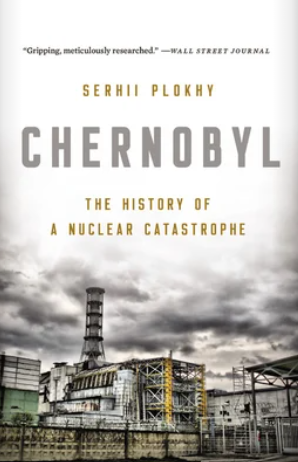 “Gripping, meticulously researched.” —WALL STREET JOURNAL
SERHII PLOKHY
CHERNOBYL
THE HISTORY OF
A NUCLEAR CATASTROPHE